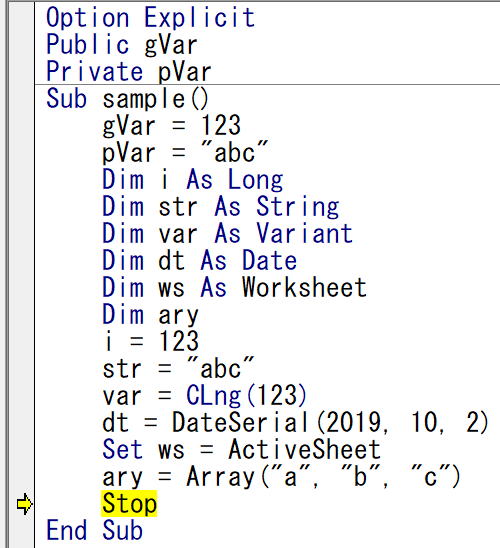 Option Explicit
Public gVar
Private pVar
Sub sample()
gVar = 123
pVar = "abc"
Dim i As Long
Dim str As String
Dim var As Variant
Dim dt As Date
Dim ws As Worksheet
Dim ary
i = 123
str = "abc"
var = CLng(123)
dt = DateSerial(2019, 10, 2)
Set ws = ActiveSheet
ary = Array("a", "b", "c")
Stop
End Sub